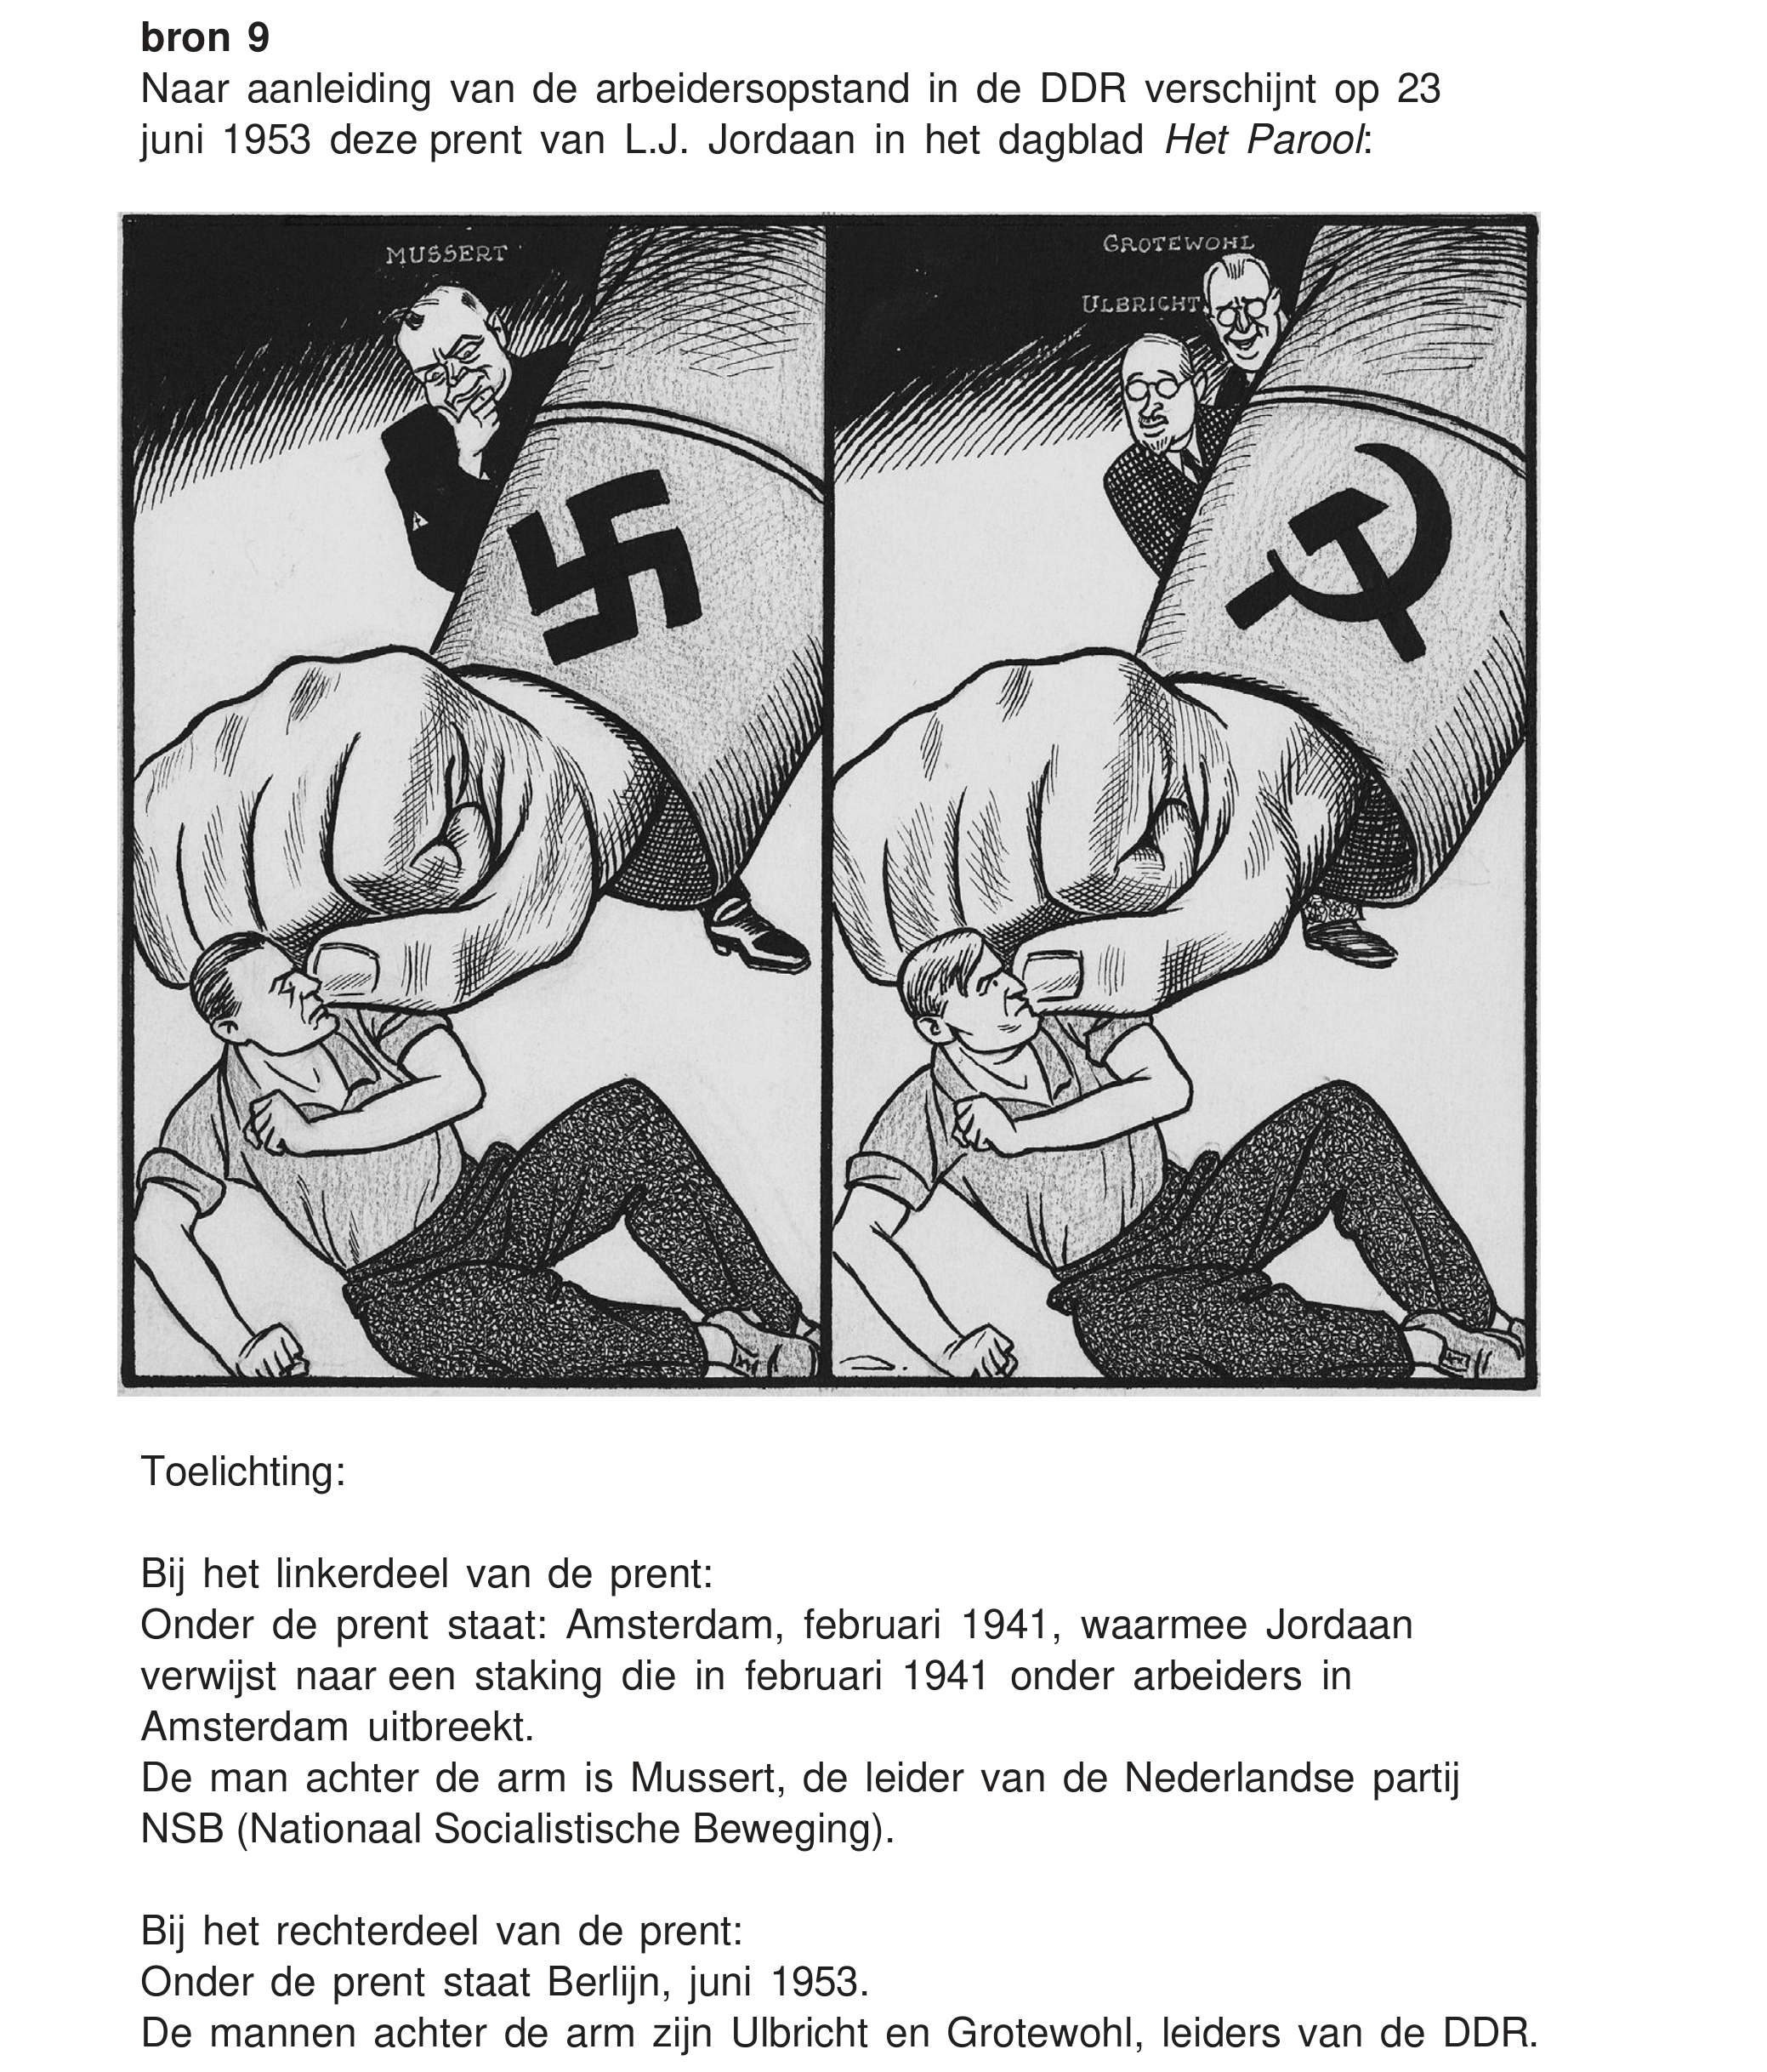 bron 9
Naar aanleiding van de arbeidersopstand in de DDR verschijnt op 23
juni 1953 deze prent van L.J. Jordaan in het dagblad Het Parool:
MUSSERT
GROTEWOHL
ULBRICHT
Toelichting:
Bij het linkerdeel van de prent:
Onder de prent staat: Amsterdam, februari 1941, waarmee Jordaan
verwijst naar een staking die in februari 1941 onder arbeiders in
Amsterdam uitbreekt.
De man achter de arm is Mussert, de leider van de Nederlandse partij
NSB (Nationaal Socialistische Beweging).
Bij het rechterdeel van de prent:
Onder de prent staat Berlijn, juni 1953.
De mannen achter de arm zijn Ulbricht en Grotewohl, leiders van de DDR.